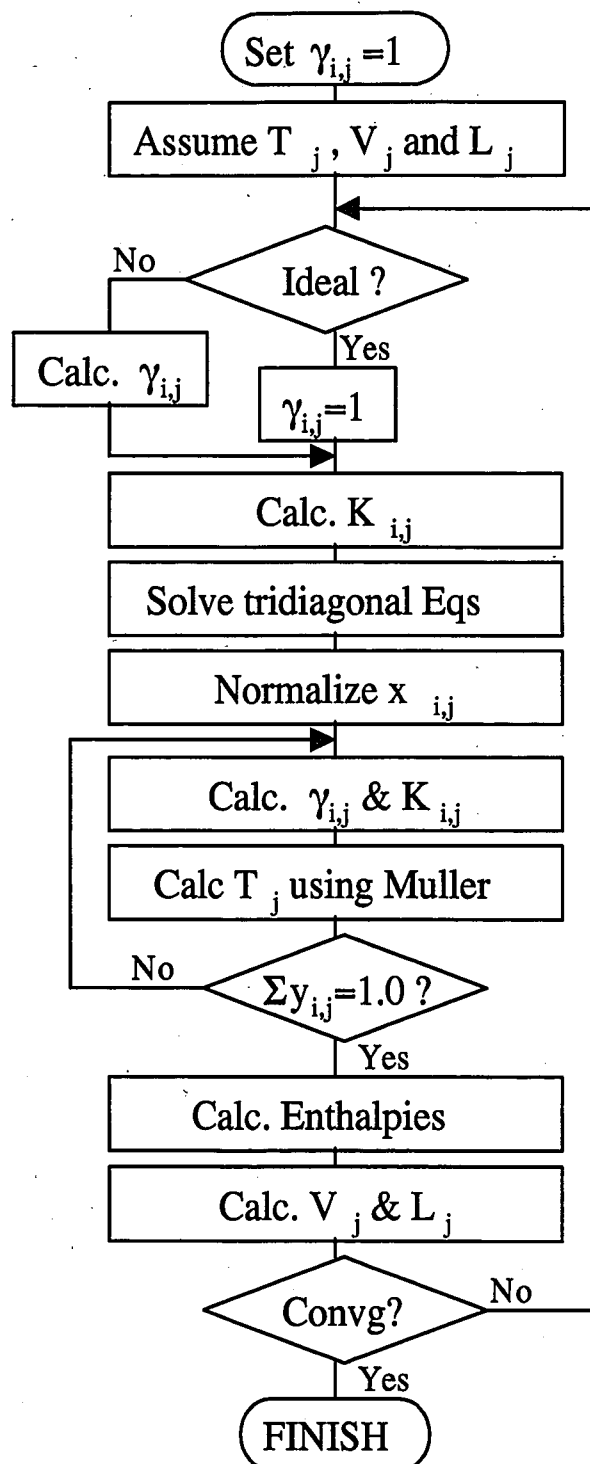 Set γi,j =1
Assume T j , V j and L j
No
Ideal ?
Yes
Calc. γi,j
γi,j=1
Calc. K i,j
Solve tridiagonal Eqs
Normalize x i,j
Calc. γi,j & K i,j
Calc T j using Muller
No
Σyi,j=1.0 ?
Yes
Calc. Enthalpies
Calc. V j & L j
Convg?
No
Yes
FINISH